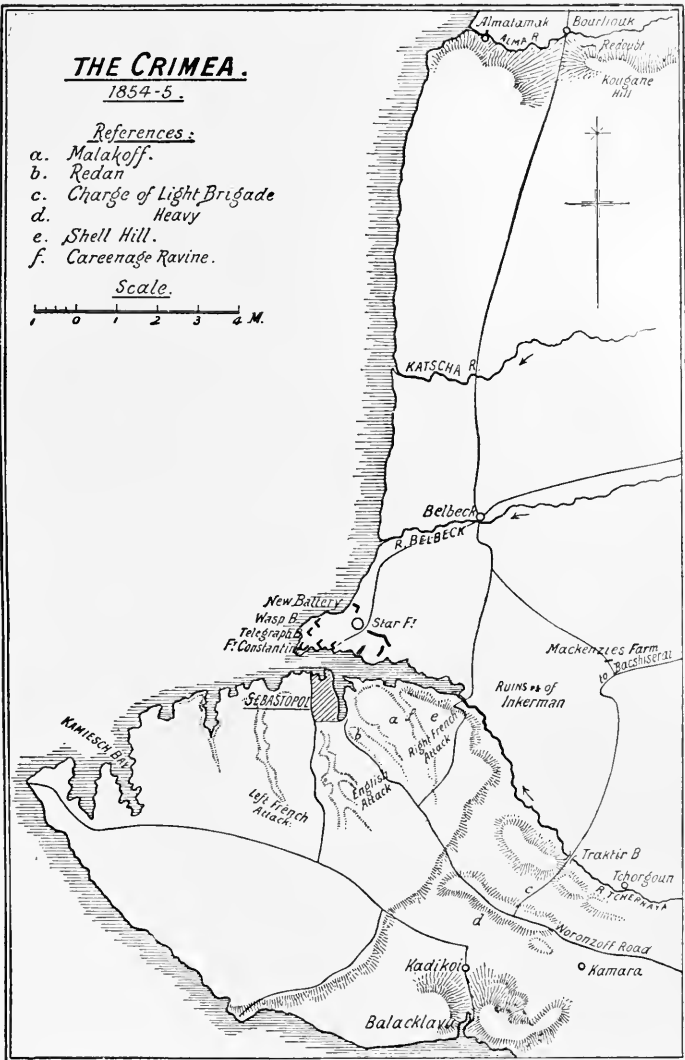 THE CRIMEA.
1854-5.
References:
a. Malakoff.
b. Redan
c. Charge of Light Brigade
d. Heavy
e. Shell Hill.
f. Careenage Ravine.
Scale.
1 0 1 2 3 4 M.
Almatamak
ALMA R.
Bourliouk
Redoubt
Kougane
Hill
KATSCHA R.
Belbeck
R. BELBECK
New Battery
Wasp B.
Telegraph B.
Ft. Constantine
Star Ft.
Mackenzies Farm
to Bacshiserai
RUINS of
Inkerman
SEBASTOPOL
KAMIESCH BAY
a
e
f
b
Right French
Attack
English
Attack
Left French
Attack.
Traktir B
Tchorgoun
R. TCHERNAYA
c
d
Woronzoff Road
Kadikoi
Kamara
Balacklava